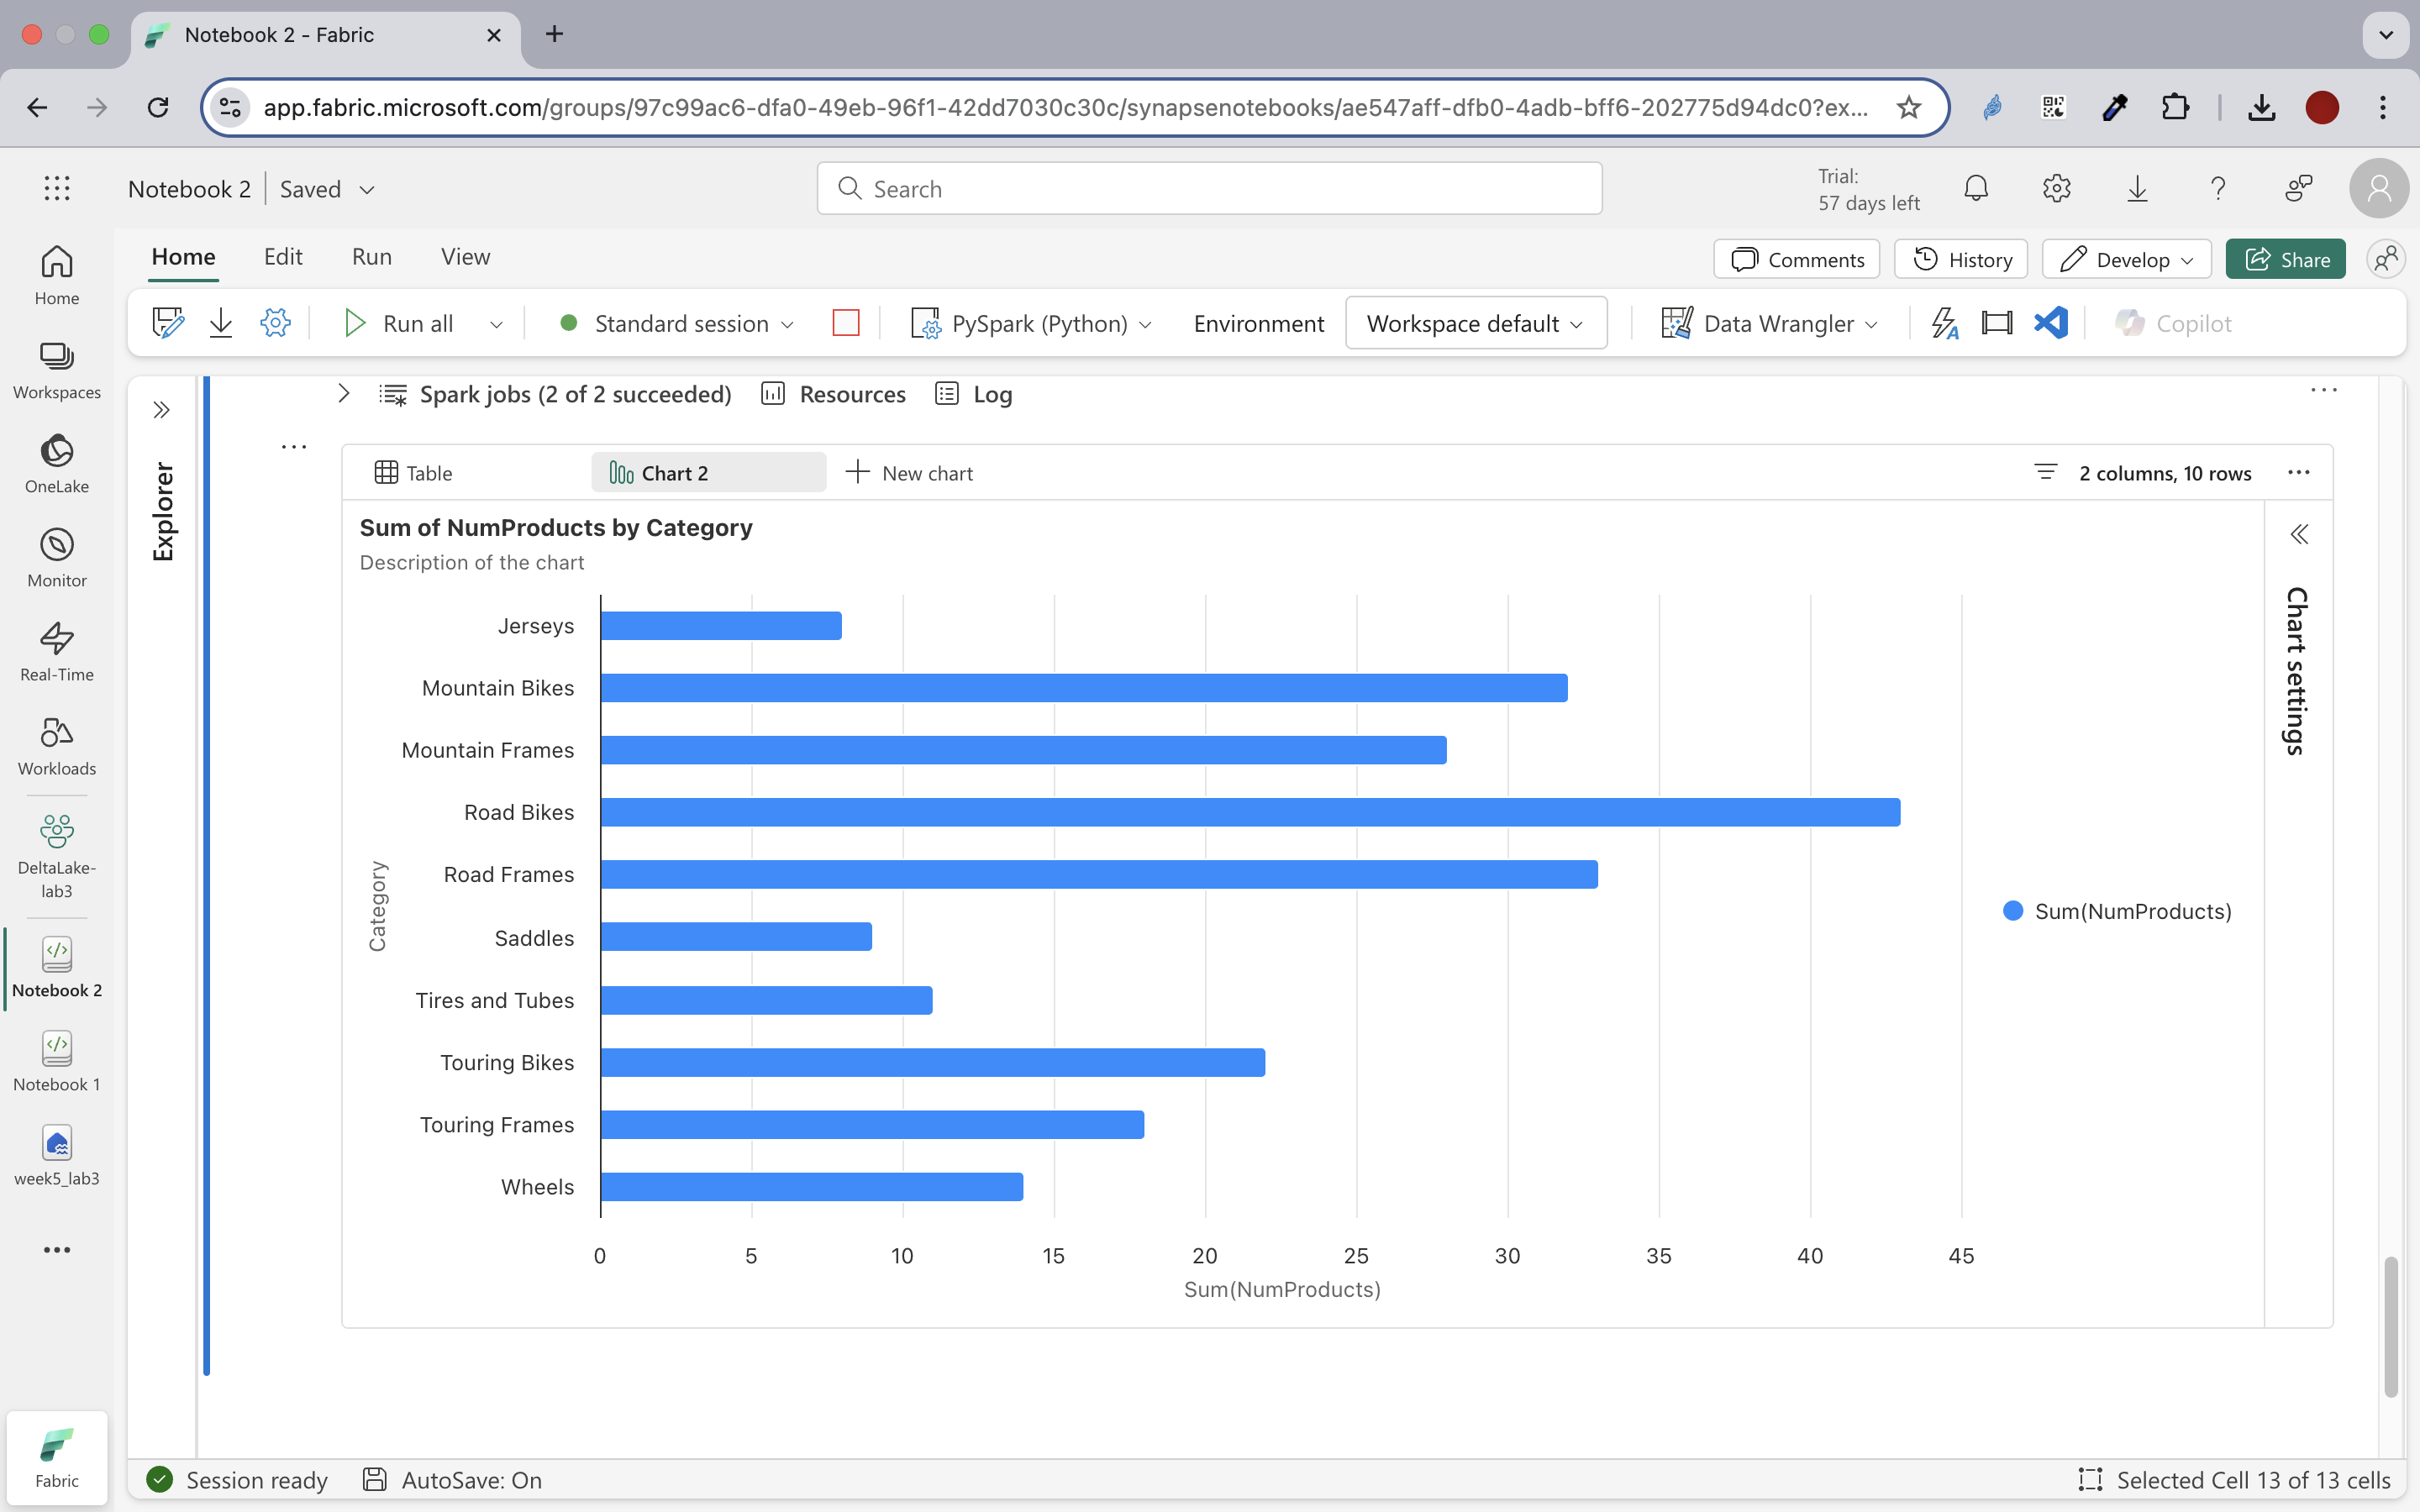 Notebook 2 - Fabric
app.fabric.microsoft.com/groups/97c99ac6-dfa0-49eb-96f1-42dd7030c30c/synapsenotebooks/ae547aff-dfb0-4adb-bff6-202775d94dc0?ex...
Notebook 2 | Saved
Search
Trial:
57 days left
Home Edit Run View
Comments History Develop Share
Run all Standard session PySpark (Python) Environment Workspace default Data Wrangler Copilot
Home
Workspaces
OneLake
Monitor
Real-Time
Workloads
DeltaLake-
lab3
Notebook 2
Notebook 1
week5_lab3
Fabric
Explorer
Spark jobs (2 of 2 succeeded) Resources Log
Table Chart 2 New chart 2 columns, 10 rows
Sum of NumProducts by Category
Description of the chart
Category
Jerseys
Mountain Bikes
Mountain Frames
Road Bikes
Road Frames
Saddles
Tires and Tubes
Touring Bikes
Touring Frames
Wheels
0 5 10 15 20 25 30 35 40 45
Sum(NumProducts)
Sum(NumProducts)
Chart settings
Session ready AutoSave: On Selected Cell 13 of 13 cells